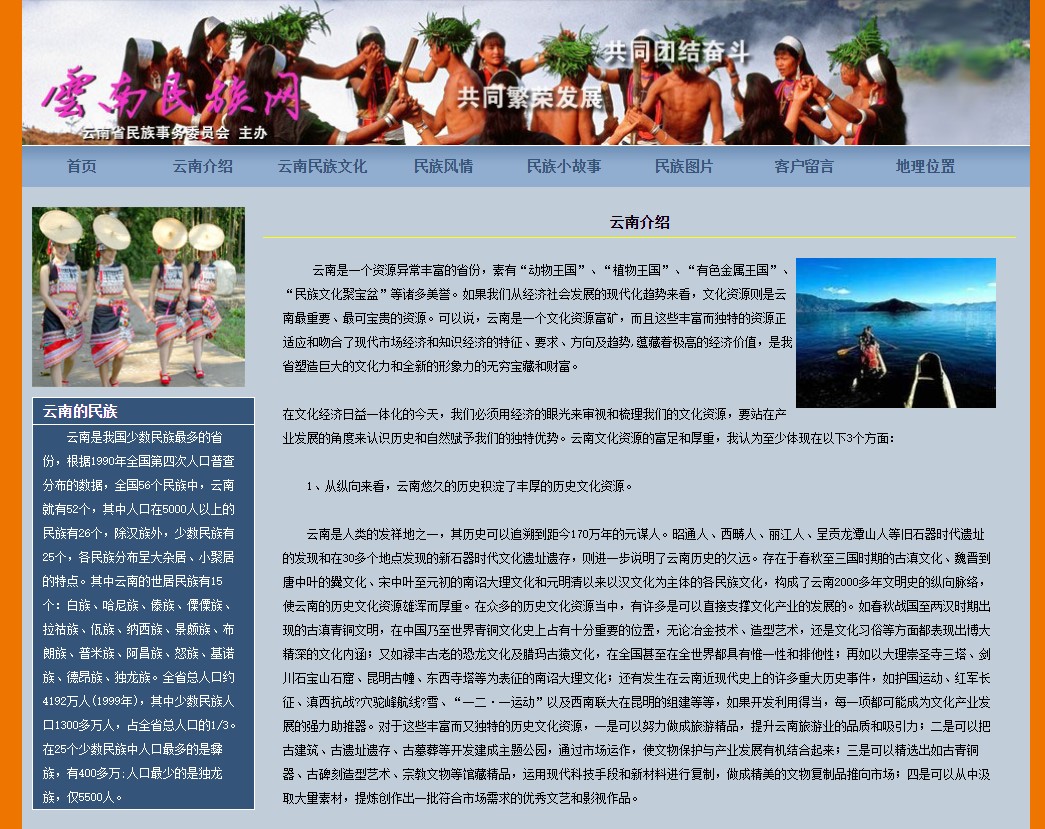 共同团结奋斗
共同繁荣发展
雲南民族网
云南省民族事务委员会 主办
首页 云南介绍 云南民族文化 民族风情 民族小故事 民族图片 客户留言 地理位置
云南的民族
云南是我国少数民族最多的省
份，根据1990年全国第四次人口普查
分布的数据，全国56个民族中，云南
就有52个，其中人口在5000人以上的
民族有26个，除汉族外，少数民族有
25个，各民族分布呈大杂居、小聚居
的特点。其中云南的世居民族有15
个：白族、哈尼族、傣族、傈僳族、
拉祜族、佤族、纳西族、景颇族、布
朗族、普米族、阿昌族、怒族、基诺
族、德昂族、独龙族。全省总人口约
4192万人(1999年)，其中少数民族人
口1300多万人，占全省总人口的1/3。
在25个少数民族中人口最多的是彝
族，有400多万;人口最少的是独龙
族，仅5500人。
云南介绍
云南是一个资源异常丰富的省份，素有“动物王国”、“植物王国”、“有色金属王国”、
“民族文化聚宝盆”等诸多美誉。如果我们从经济社会发展的现代化趋势来看，文化资源则是云
南最重要、最可宝贵的资源。可以说，云南是一个文化资源富矿，而且这些丰富而独特的资源正
适应和吻合了现代市场经济和知识经济的特征、要求、方向及趋势,蕴藏着极高的经济价值，是我
省塑造巨大的文化力和全新的形象力的无穷宝藏和财富。
在文化经济日益一体化的今天，我们必须用经济的眼光来审视和梳理我们的文化资源，要站在产
业发展的角度来认识历史和自然赋予我们的独特优势。云南文化资源的富足和厚重，我认为至少体现在以下3个方面：
1、从纵向来看，云南悠久的历史积淀了丰厚的历史文化资源。
云南是人类的发祥地之一，其历史可以追溯到距今170万年的元谋人。昭通人、西畴人、丽江人、呈贡龙潭山人等旧石器时代遗址
的发现和在30多个地点发现的新石器时代文化遗址遗存，则进一步说明了云南历史的久远。存在于春秋至三国时期的古滇文化、魏晋到
唐中叶的爨文化、宋中叶至元初的南诏大理文化和元明清以来以汉文化为主体的各民族文化，构成了云南2000多年文明史的纵向脉络，
使云南的历史文化资源雄浑而厚重。在众多的历史文化资源当中，有许多是可以直接支撑文化产业的发展的。如春秋战国至两汉时期出
现的古滇青铜文明，在中国乃至世界青铜文化史上占有十分重要的位置，无论冶金技术、造型艺术，还是文化习俗等方面都表现出博大
精深的文化内涵；又如禄丰古老的恐龙文化及腊玛古猿文化，在全国甚至在全世界都具有惟一性和排他性；再如以大理崇圣寺三塔、剑
川石宝山石窟、昆明古幢、东西寺塔等为表征的南诏大理文化；还有发生在云南近现代史上的许多重大历史事件，如护国运动、红军长
征、滇西抗战?穴驼峰航线?雪、“一二·一运动”以及西南联大在昆明的组建等等，如果开发利用得当，每一项都可能成为文化产业发
展的强力助推器。对于这些丰富而又独特的历史文化资源，一是可以努力做成旅游精品，提升云南旅游业的品质和吸引力；二是可以把
古建筑、古遗址遗存、古墓葬等开发建成主题公园，通过市场运作，使文物保护与产业发展有机结合起来；三是可以精选出如古青铜
器、古碑刻造型艺术、宗教文物等馆藏精品，运用现代科技手段和新材料进行复制，做成精美的文物复制品推向市场；四是可以从中汲
取大量素材，提炼创作出一批符合市场需求的优秀文艺和影视作品。